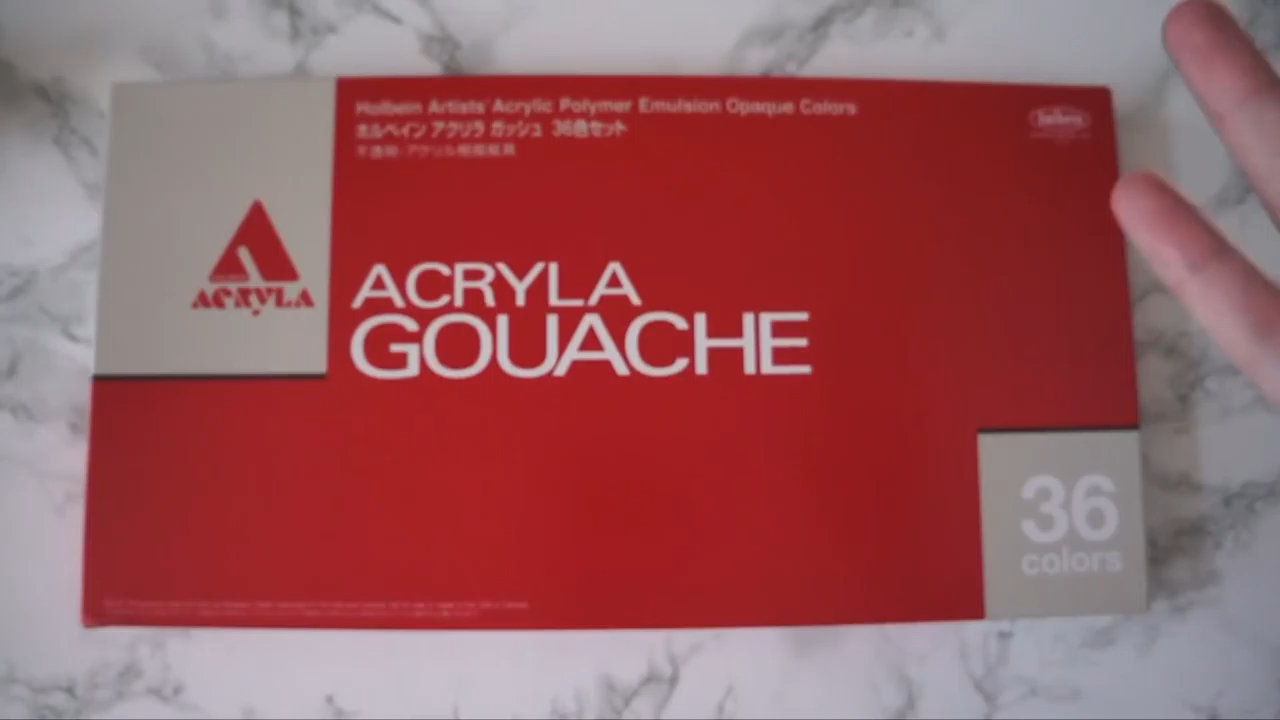 Holbein Artists' Acrylic Polymer Emulsion Opaque Colors
ホルベイン アクリラ ガッシュ 36色セット
不透明・アクリル樹脂絵具
holbein
ACRYLA
ACRYLA
GOUACHE
36
colors